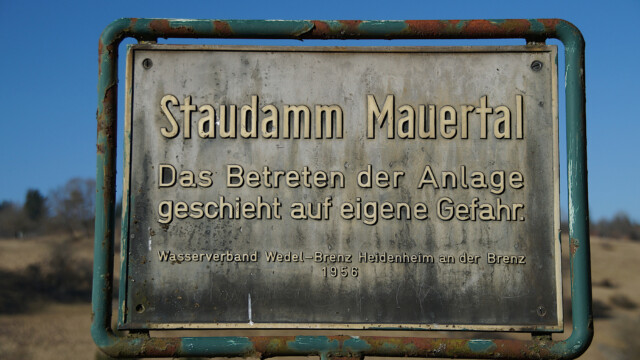 Staudamm Mauertal
Das Betreten der Anlage
geschieht auf eigene Gefahr.
Wasserverband Wedel-Brenz Heidenheim an der Brenz
1956